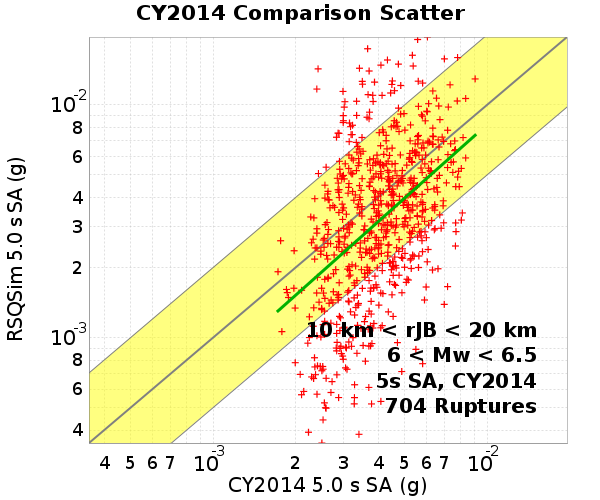 CY2014 Comparison Scatter
RSQSim 5.0 s SA (g)
10-2
8
6
4
3
2
10-3
8
6
4
10 km < rJB < 20 km
6 < Mw < 6.5
5s SA, CY2014
704 Ruptures
4 5 6 7 10-3 2 3 4 5 6 7 10-2
CY2014 5.0 s SA (g)